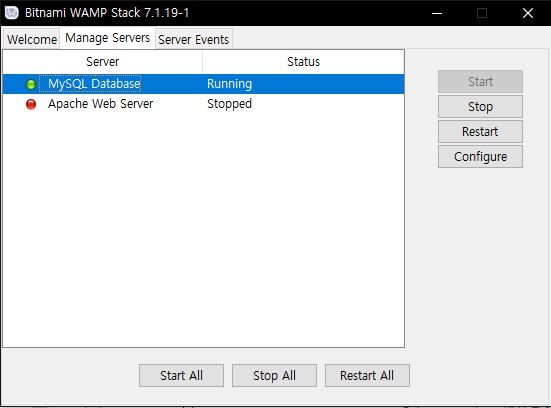 Bitnami WAMP Stack 7.1.19-1
Welcome Manage Servers Server Events
Server Status
MySQL Database Running
Apache Web Server Stopped
Start
Stop
Restart
Configure
Start All Stop All Restart All